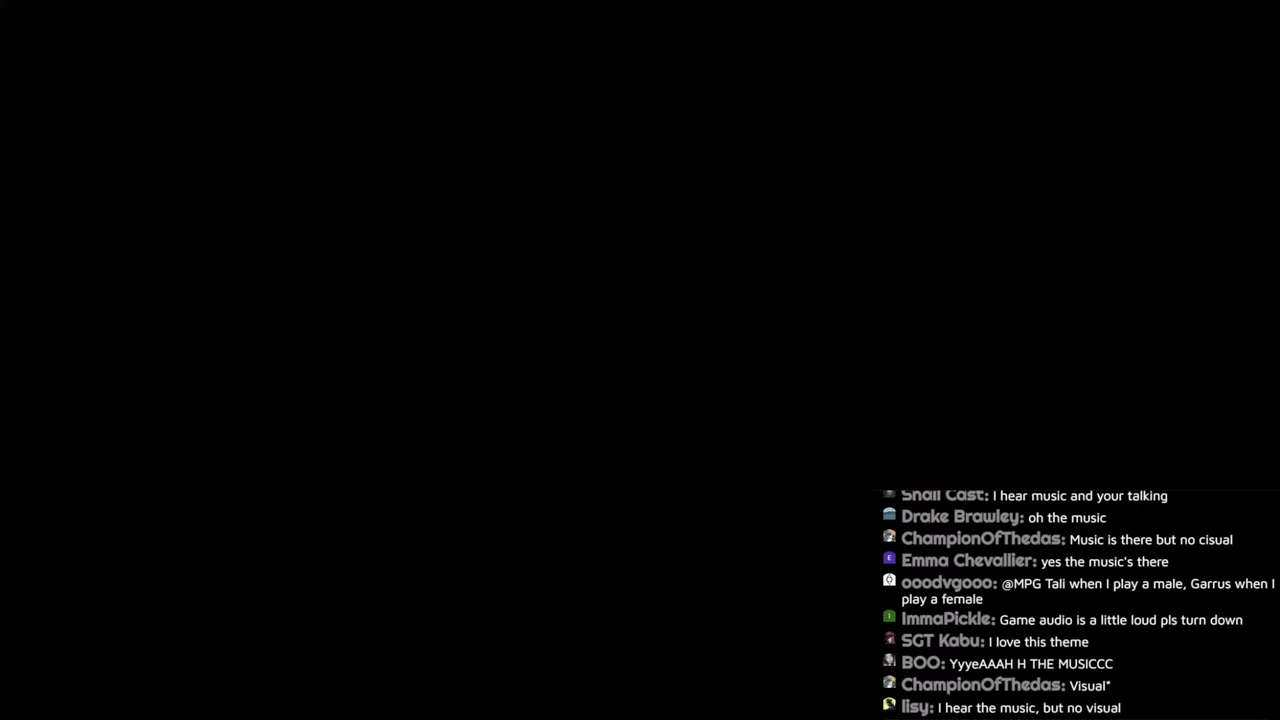 Snall Cast: I hear music and your talking
Drake Brawley: oh the music
ChampionOfThedas: Music is there but no cisual
E
Emma Chevallier: yes the music's there
ooodvgooo: @MPG Tali when I play a male, Garrus when I
play a female
I
ImmaPickle: Game audio is a little loud pls turn down
SGT Kabu: I love this theme
BOO: YyyeAAAH H THE MUSICCC
ChampionOfThedas: Visual*
lisy: I hear the music, but no visual